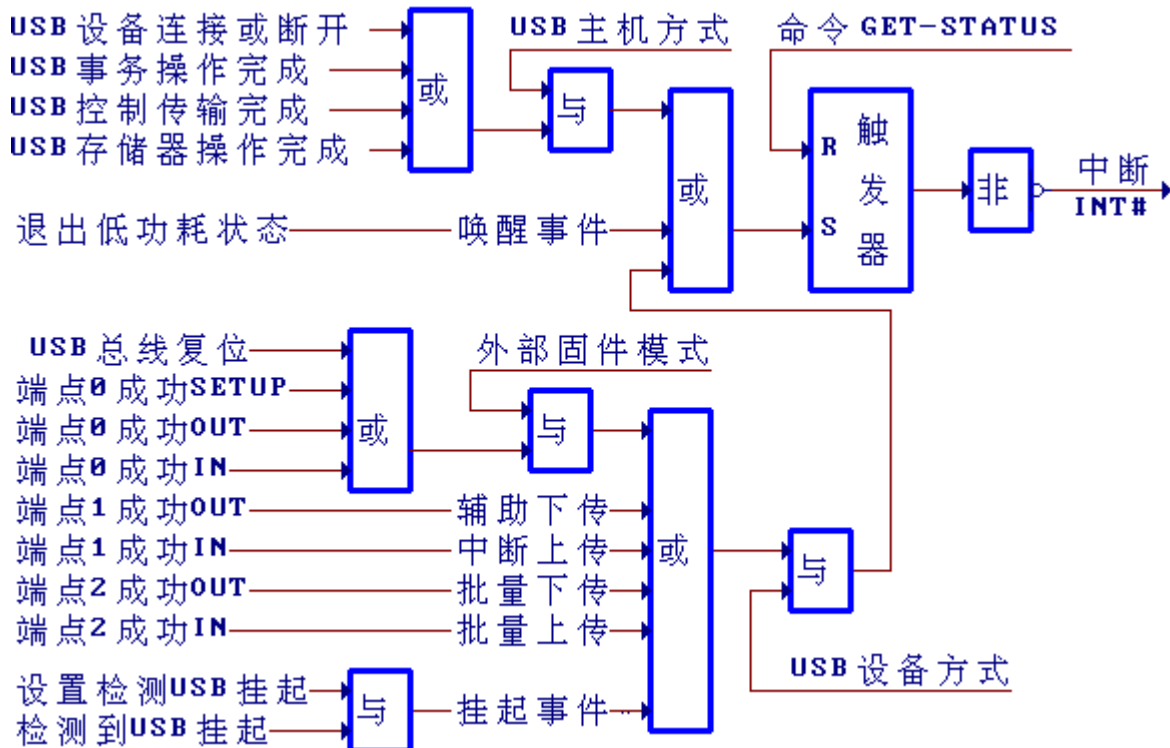 USB设备连接或断开
USB事务操作完成
USB控制传输完成
USB存储器操作完成
或
USB主机方式
与
命令GET-STATUS
或
R
S
触发器
非
中断
INT#
退出低功耗状态
唤醒事件
USB总线复位
端点0成功SETUP
端点0成功OUT
端点0成功IN
或
外部固件模式
与
端点1成功OUT
辅助下传
端点1成功IN
中断上传
端点2成功OUT
批量下传
端点2成功IN
批量上传
或
与
USB设备方式
设置检测USB挂起
检测到USB挂起
与
挂起事件